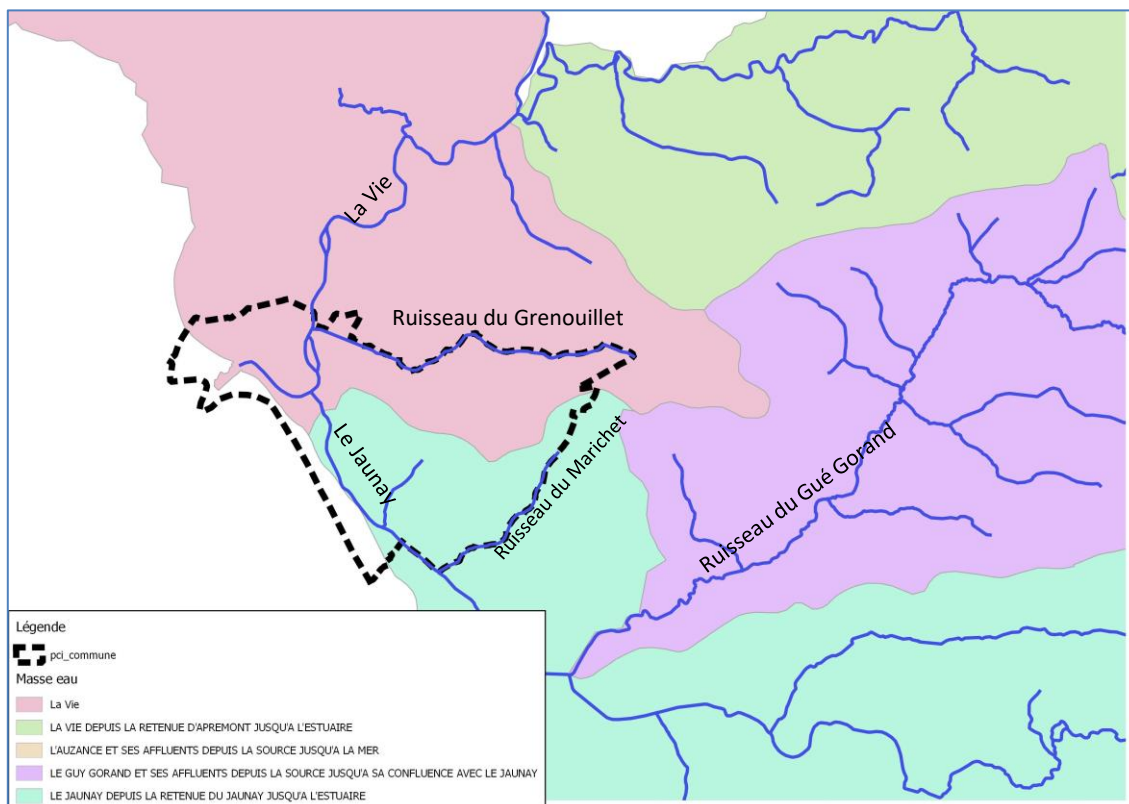 La Vie
Ruisseau du Grenouillet
Le Jaunay
Ruisseau du Marichet
Ruisseau du Gué Gorand
Légende
pci_commune
Masse eau
La Vie
LA VIE DEPUIS LA RETENUE D'APREMONT JUSQU'A L'ESTUAIRE
L'AUZANCE ET SES AFFLUENTS DEPUIS LA SOURCE JUSQU'A LA MER
LE GUY GORAND ET SES AFFLUENTS DEPUIS LA SOURCE JUSQU'A SA CONFLUENCE AVEC LE JAUNAY
LE JAUNAY DEPUIS LA RETENUE DU JAUNAY JUSQU'A L'ESTUAIRE